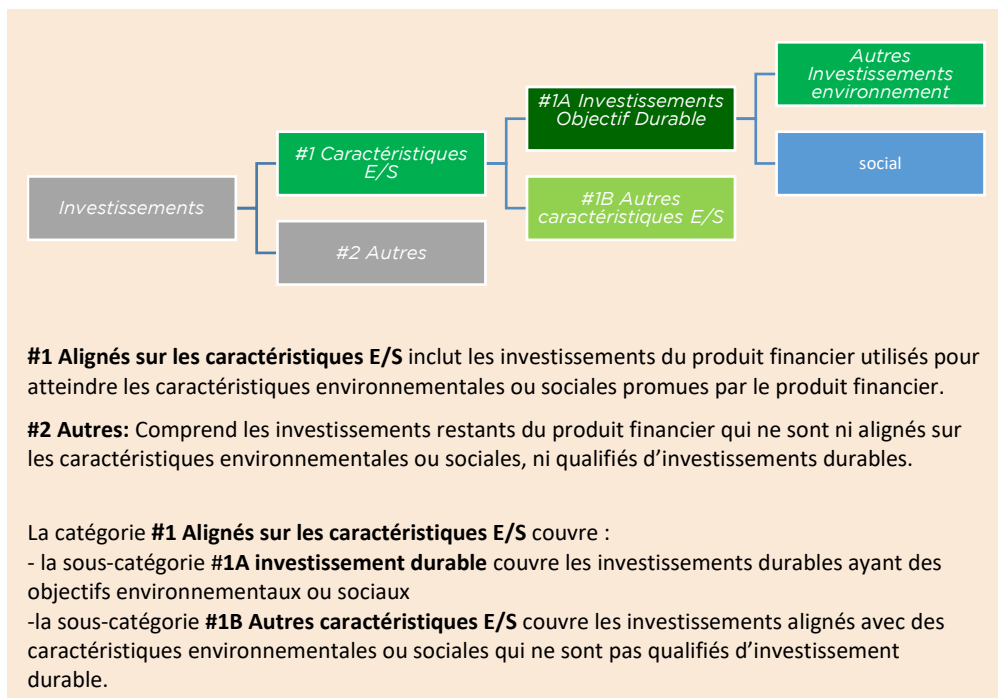 Autres
Investissements
environnement
#1A Investissements
Objectif Durable
#1 Caractéristiques
E/S
social
Investissements
#1B Autres
caractéristiques E/S
#2 Autres
#1 Alignés sur les caractéristiques E/S inclut les investissements du produit financier utilisés pour
atteindre les caractéristiques environnementales ou sociales promues par le produit financier.
#2 Autres: Comprend les investissements restants du produit financier qui ne sont ni alignés sur
les caractéristiques environnementales ou sociales, ni qualifiés d’investissements durables.
La catégorie #1 Alignés sur les caractéristiques E/S couvre :
- la sous-catégorie #1A investissement durable couvre les investissements durables ayant des
objectifs environnementaux ou sociaux
-la sous-catégorie #1B Autres caractéristiques E/S couvre les investissements alignés avec des
caractéristiques environnementales ou sociales qui ne sont pas qualifiés d’investissement
durable.